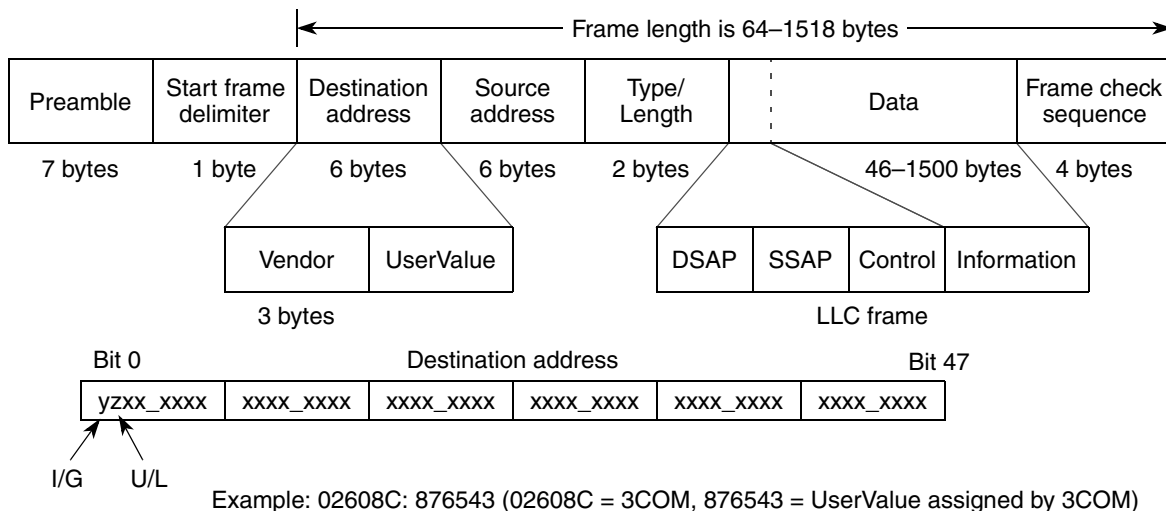 Frame length is 64–1518 bytes
Preamble
Start frame
delimiter
Destination
address
Source
address
Type/
Length
Data
Frame check
sequence
7 bytes
1 byte
6 bytes
6 bytes
2 bytes
46–1500 bytes
4 bytes
Vendor
UserValue
DSAP
SSAP
Control
Information
3 bytes
LLC frame
Bit 0
Destination address
Bit 47
yzxx_xxxx
xxxx_xxxx
xxxx_xxxx
xxxx_xxxx
xxxx_xxxx
xxxx_xxxx
I/G
U/L
Example: 02608C: 876543 (02608C = 3COM, 876543 = UserValue assigned by 3COM)